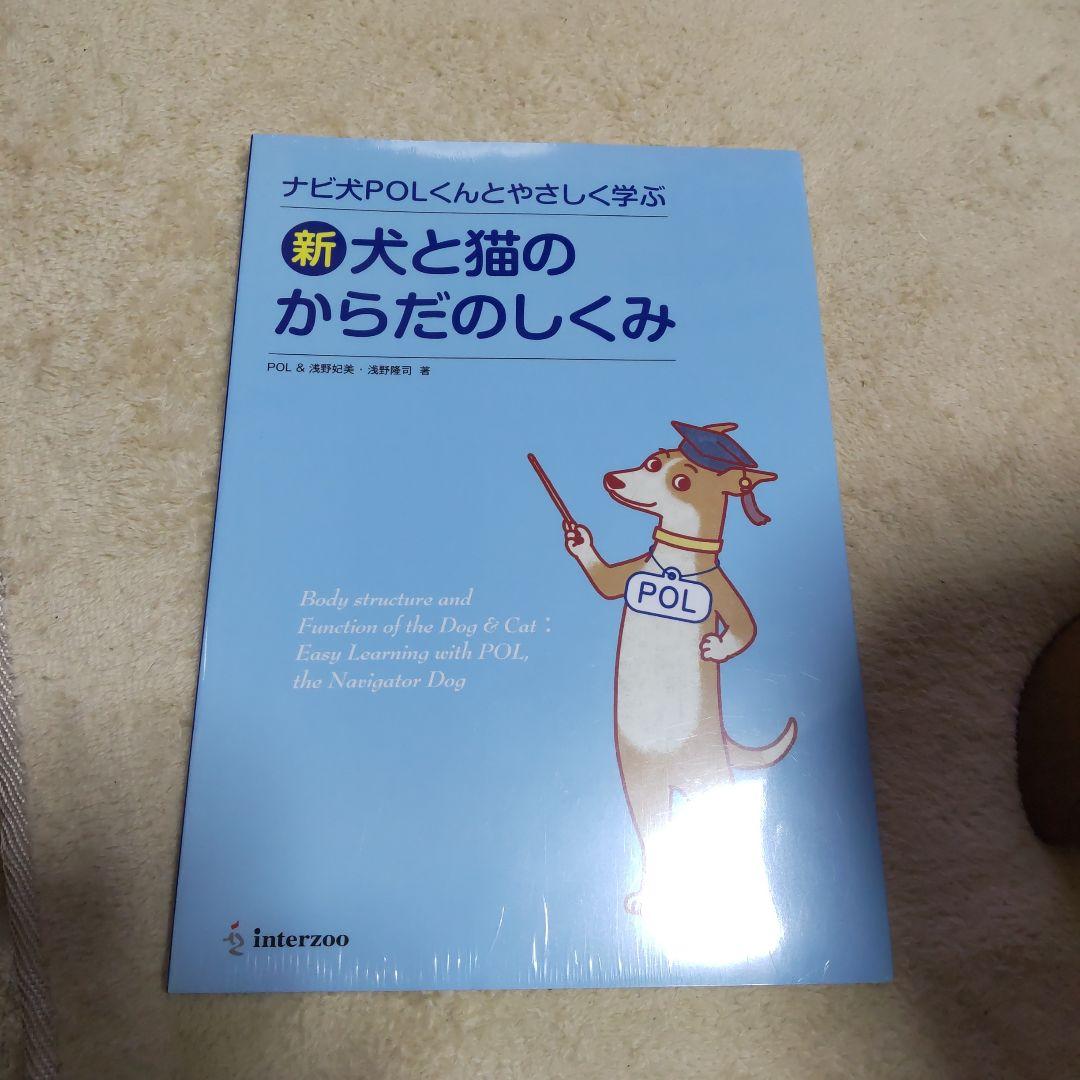 ナビ犬POLくんとやさしく学ぶ
新 犬と猫の
からだのしくみ
POL & 浅野妃美・浅野隆司 著
POL
Body structure and
Function of the Dog & Cat :
Easy Learning with POL,
the Navigator Dog
interzoo